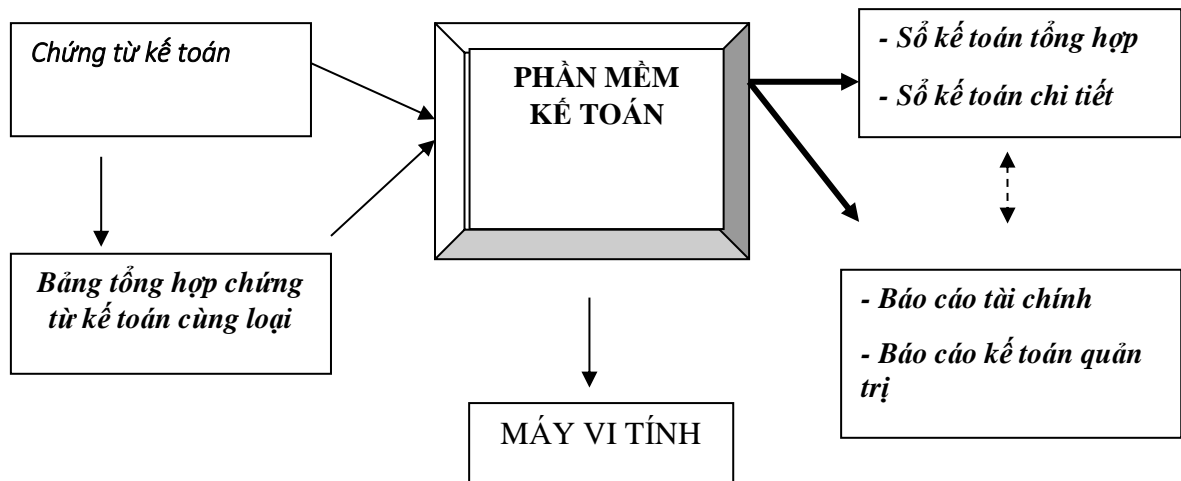 Chứng từ kế toán
Bảng tổng hợp chứng
từ kế toán cùng loại
PHẦN MỀM
KẾ TOÁN
MÁY VI TÍNH
- Sổ kế toán tổng hợp
- Sổ kế toán chi tiết
- Báo cáo tài chính
- Báo cáo kế toán quản
trị